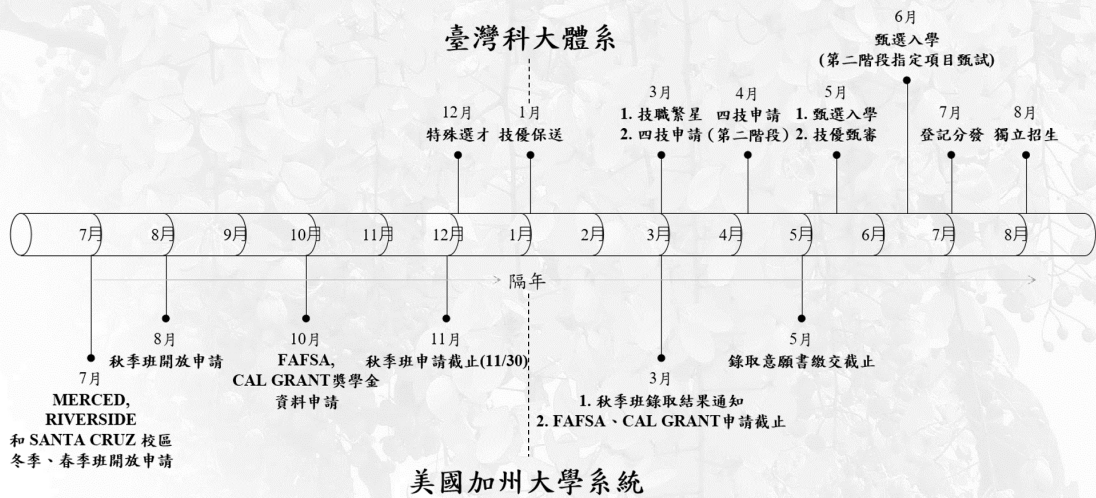 臺灣科大體系
6月
甄選入學
(第二階段指定項目甄試)
12月
特殊選才
1月
技優保送
3月
1. 技職繁星
2. 四技申請
4月
四技申請
(第二階段)
5月
1. 甄選入學
2. 技優甄審
7月
登記分發
8月
獨立招生
7月 8月 9月 10月 11月 12月 1月 2月 3月 4月 5月 6月 7月 8月
隔年
7月
MERCED,
RIVERSIDE
和 SANTA CRUZ 校區
冬季、春季班開放申請
8月
秋季班開放申請
10月
FAFSA,
CAL GRANT獎學金
資料申請
11月
秋季班申請截止(11/30)
3月
1. 秋季班錄取結果通知
2. FAFSA、CAL GRANT申請截止
5月
錄取意願書繳交截止
美國加州大學系統